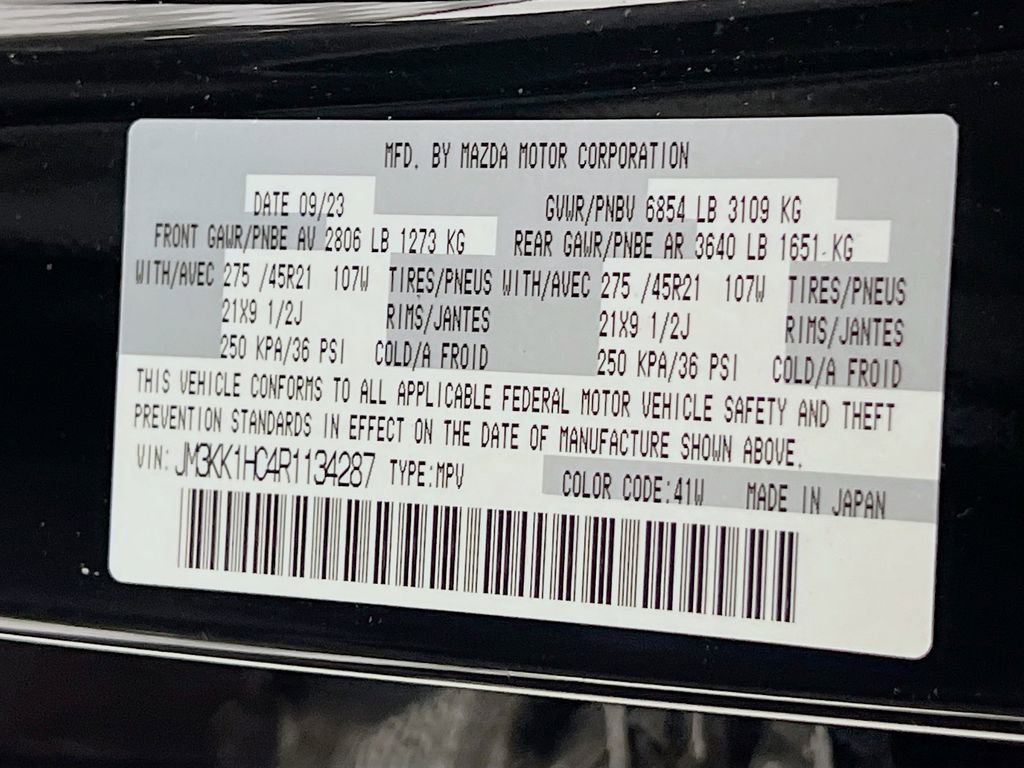 MFD. BY MAZDA MOTOR CORPORATION
DATE 09/23 GVWR/PNBV 6854 LB 3109 KG
FRONT GAWR/PNBE AV 2806 LB 1273 KG REAR GAWR/PNBE AR 3640 LB 1651 KG
WITH/AVEC 275 /45R21 107W TIRES/PNEUS WITH/AVEC 275 /45R21 107W TIRES/PNEUS
21X9 1/2J RIMS/JANTES 21X9 1/2J RIMS/JANTES
250 KPA/36 PSI COLD/A FROID 250 KPA/36 PSI COLD/A FROID
THIS VEHICLE CONFORMS TO ALL APPLICABLE FEDERAL MOTOR VEHICLE SAFETY AND THEFT
PREVENTION STANDARDS IN EFFECT ON THE DATE OF MANUFACTURE SHOWN ABOVE.
VIN: JM3KK1HC4R1134287 TYPE:MPV COLOR CODE:41W MADE IN JAPAN